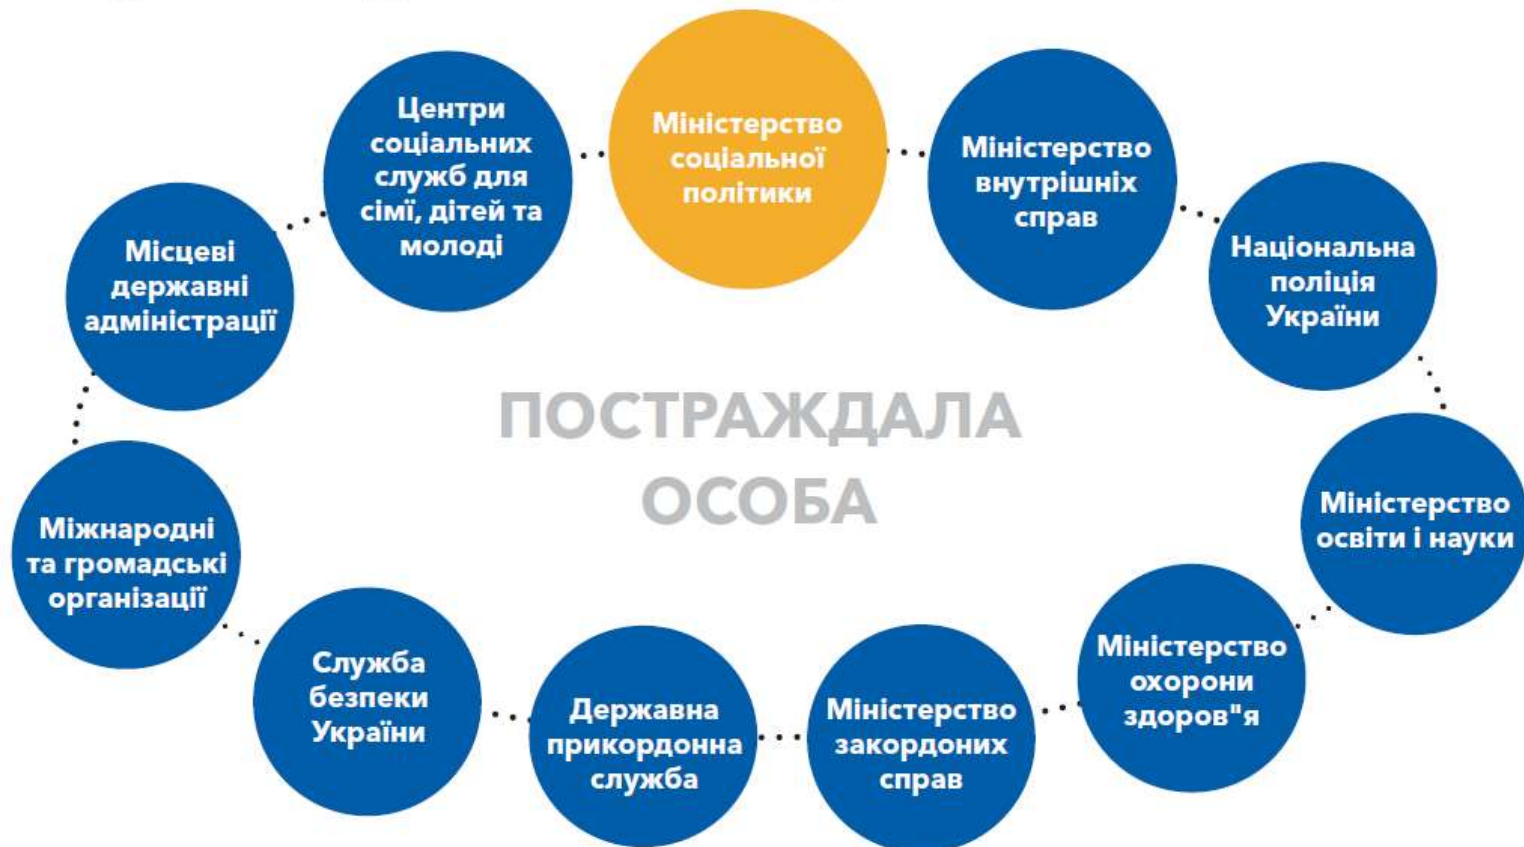 Центри
соціальних
служб для
сімї, дітей та
молоді
Міністерство
соціальної
політики
Міністерство
внутрішніх
справ
Місцеві
державні
адміністрації
Національна
поліція
України
ПОСТРАЖДАЛА
ОСОБА
Міжнародні
та громадські
організації
Міністерство
освіти і науки
Служба
безпеки
України
Державна
прикордонна
служба
Міністерство
закордоних
справ
Міністерство
охорони
здоров"я